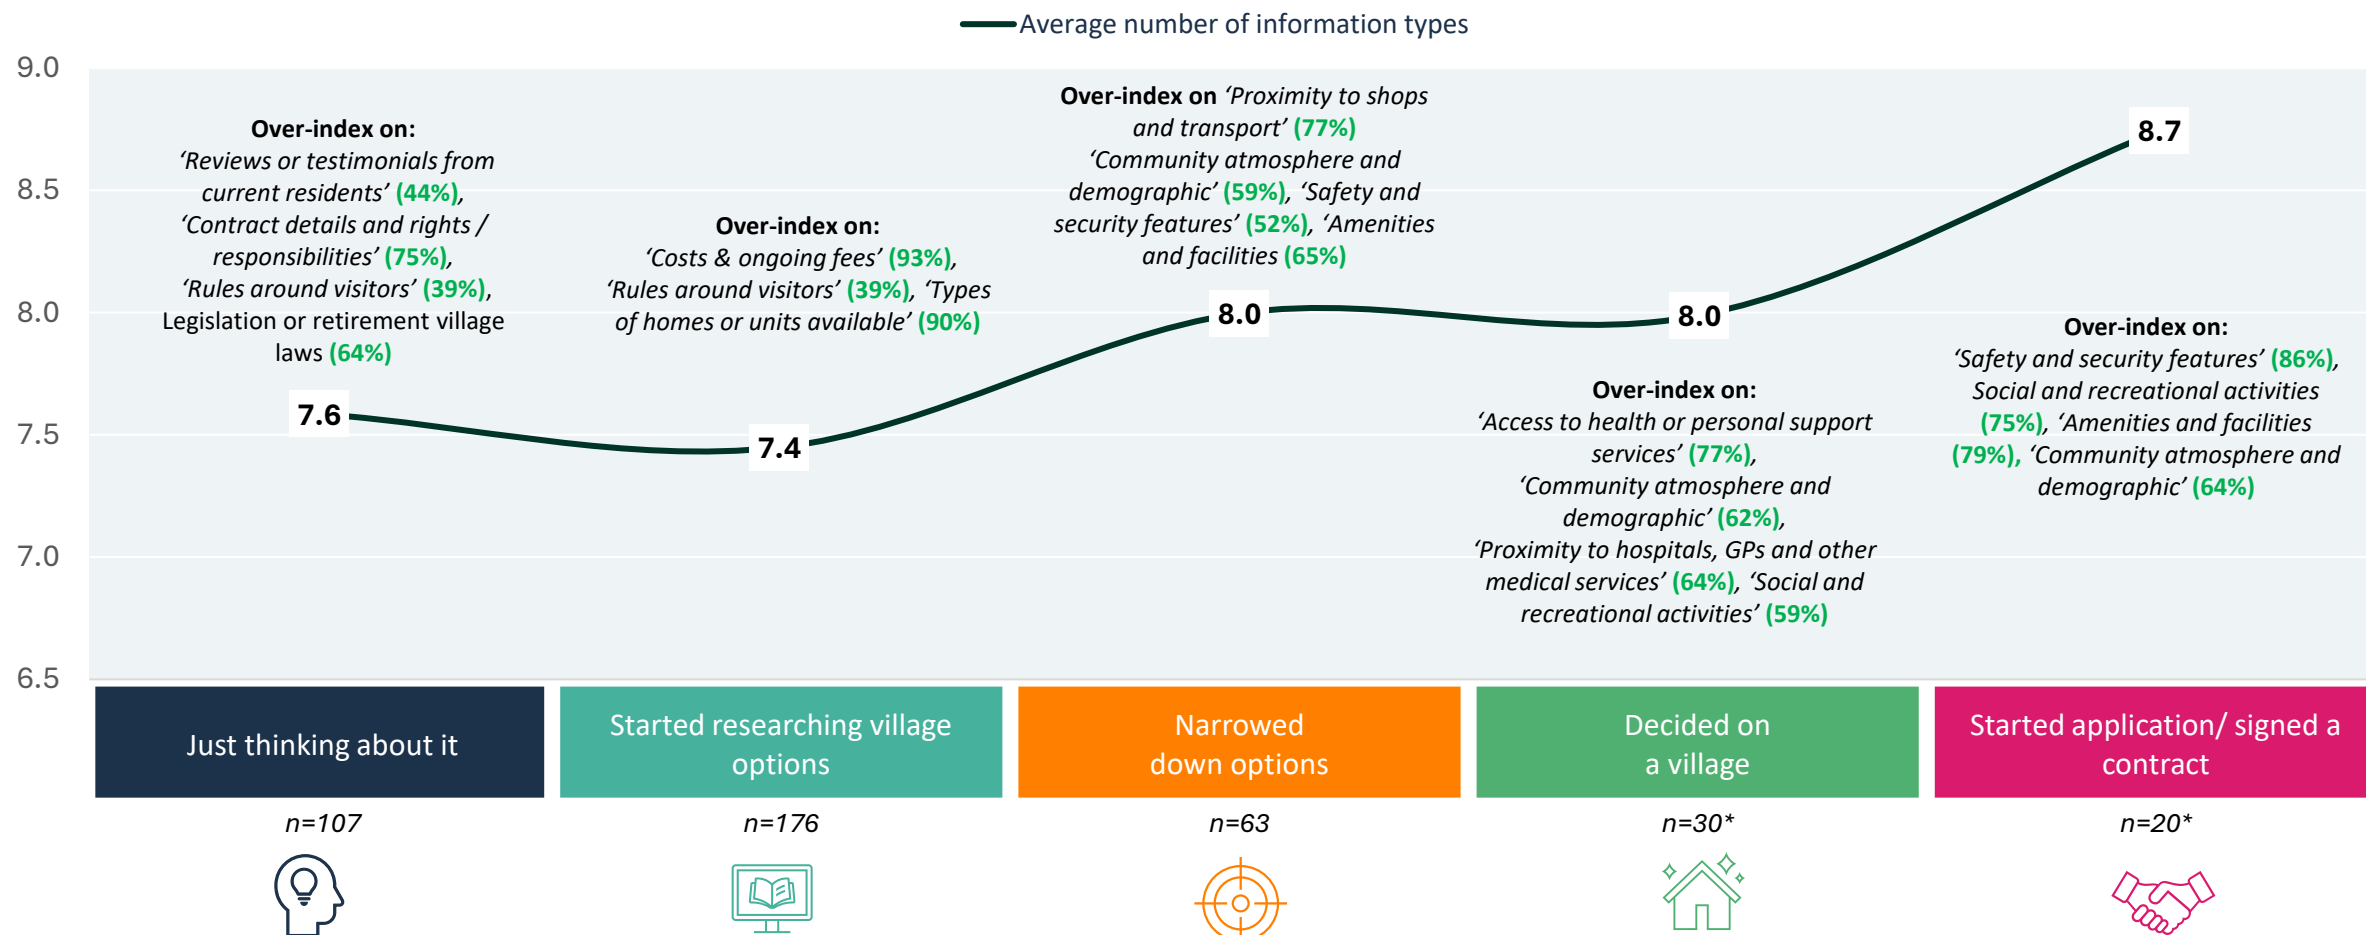 Average number of information types
9.0
8.5
8.0
7.5
7.0
6.5
Over-index on:
‘Reviews or testimonials from
current residents’ (44%),
‘Contract details and rights /
responsibilities’ (75%),
‘Rules around visitors’ (39%),
Legislation or retirement village
laws (64%)
7.6
Over-index on:
‘Costs & ongoing fees’ (93%),
‘Rules around visitors’ (39%), ‘Types
of homes or units available’ (90%)
7.4
Over-index on ‘Proximity to shops
and transport’ (77%)
‘Community atmosphere and
demographic’ (59%), ‘Safety and
security features’ (52%), ‘Amenities
and facilities (65%)
8.0
8.0
Over-index on:
‘Access to health or personal support
services’ (77%),
‘Community atmosphere and
demographic’ (62%),
‘Proximity to hospitals, GPs and other
medical services’ (64%), ‘Social and
recreational activities’ (59%)
8.7
Over-index on:
‘Safety and security features’ (86%),
Social and recreational activities
(75%), ‘Amenities and facilities
(79%), ‘Community atmosphere and
demographic’ (64%)
Just thinking about it
n=107
Started researching village
options
n=176
Narrowed
down options
n=63
Decided on
a village
n=30*
Started application/ signed a
contract
n=20*